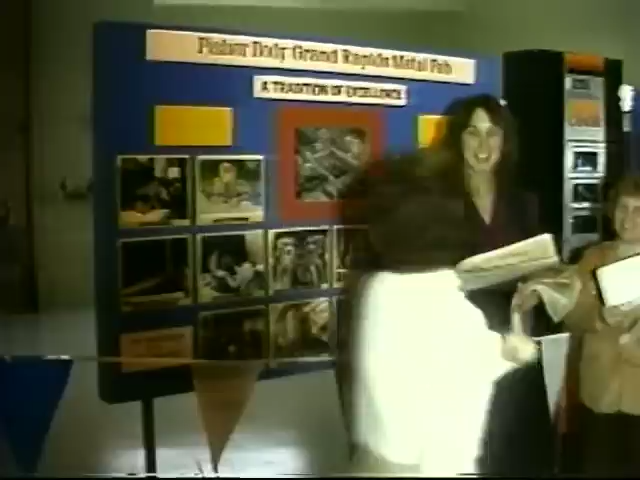 Fisher Body Grand Rapids Metal Fab
A TRADITION OF EXCELLENCE